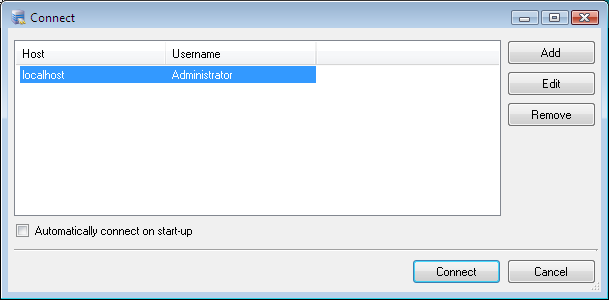 Connect
Host Username
localhost Administrator
Add
Edit
Remove
Automatically connect on start-up
Connect Cancel